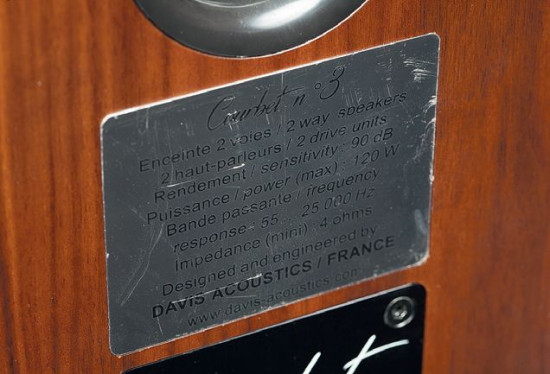 Courbet n°3
Enceinte 2 voies / 2 way speakers
2 haut-parleurs / 2 drive units
Rendement / sensitivity : 90 dB
Puissance / power (max) : 120 W
Bande passante / frequency
response : 55 ... 25 000 Hz
Impedance (mini) : 4 ohms
Designed and engineered by
DAVIS ACOUSTICS / FRANCE
www.davis-acoustics.com